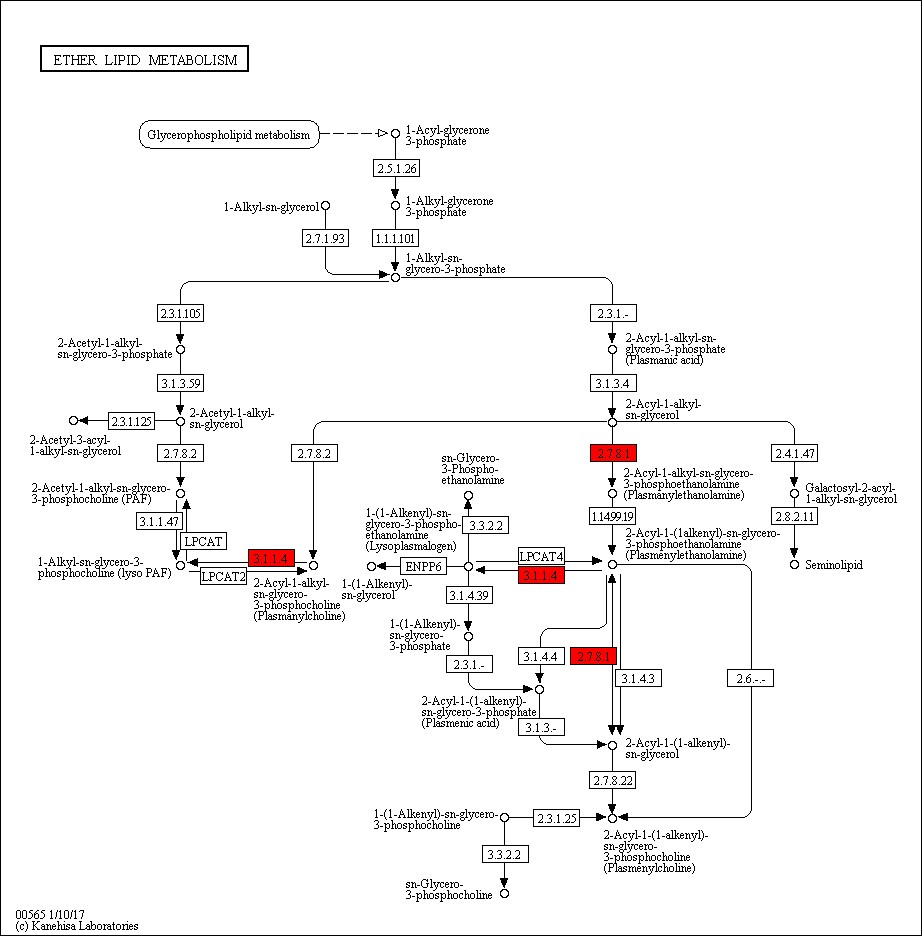 ETHER LIPID METABOLISM
Glycerophospholipid metabolism
1-Acyl-glycerone
3-phosphate
2.5.1.26
1-Alkyl-sn-glycerol
1-Alkyl-glycerone
3-phosphate
2.7.1.93
1.1.1.101
1-Alkyl-sn-
glycero-3-phosphate
2.3.1.105
2.3.1.-
2-Acetyl-1-alkyl-
sn-glycero-3-phosphate
2-Acyl-1-alkyl-sn-
glycero-3-phosphate
(Plasmanic acid)
3.1.3.59
3.1.3.4
2.3.1.125
2-Acetyl-1-alkyl-
sn-glycerol
2-Acyl-1-alkyl-
sn-glycerol
2-Acetyl-3-acyl-
1-alkyl-sn-glycerol
2.7.8.2
2.7.8.2
2.7.8.1
2.4.1.47
sn-Glycero-
3-Phospho-
ethanolamine
2-Acyl-1-alkyl-sn-glycero-
3-phosphoethanolamine
(Plasmanylethanolamine)
2-Acetyl-1-alkyl-sn-glycero-
3-phosphocholine (PAF)
Galactosyl-2-acyl-
1-alkyl-sn-glycerol
3.1.1.47
LPCAT
1-(1-Alkenyl)-sn-
glycero-3-phospho-
ethanolamine
(Lysoplasmalogen)
3.3.2.2
1.14.99.19
2.8.2.11
2-Acyl-1-(1alkenyl)-sn-glycero-
3-phosphoethanolamine
(Plasmenylethanolamine)
1-Alkyl-sn-glycero-3-
phosphocholine (lyso PAF)
3.1.1.4
LPCAT2
ENPP6
LPCAT4
3.1.1.4
Seminolipid
2-Acyl-1-alkyl-
sn-glycero-
3-phosphocholine
(Plasmanylcholine)
1-(1-Alkenyl)-
sn-glycerol
3.1.4.39
1-(1-Alkenyl)-
sn-glycero-
3-phosphate
2.3.1.-
3.1.4.4
2.7.8.1
3.1.4.3
2.6.-.-
2-Acyl-1-(1-alkenyl)-
sn-glycero-3-phosphate
(Plasmenic acid)
3.1.3.-
2-Acyl-1-(1-alkenyl)-
sn-glycerol
2.7.8.22
1-(1-Alkenyl)-sn-glycero-
3-phosphocholine
2.3.1.25
2-Acyl-1-(1-alkenyl)-
sn-glycero-
3-phosphocholine
(Plasmenylcholine)
3.3.2.2
sn-Glycero-
3-phosphocholine
00565 1/10/17
(c) Kanehisa Laboratories